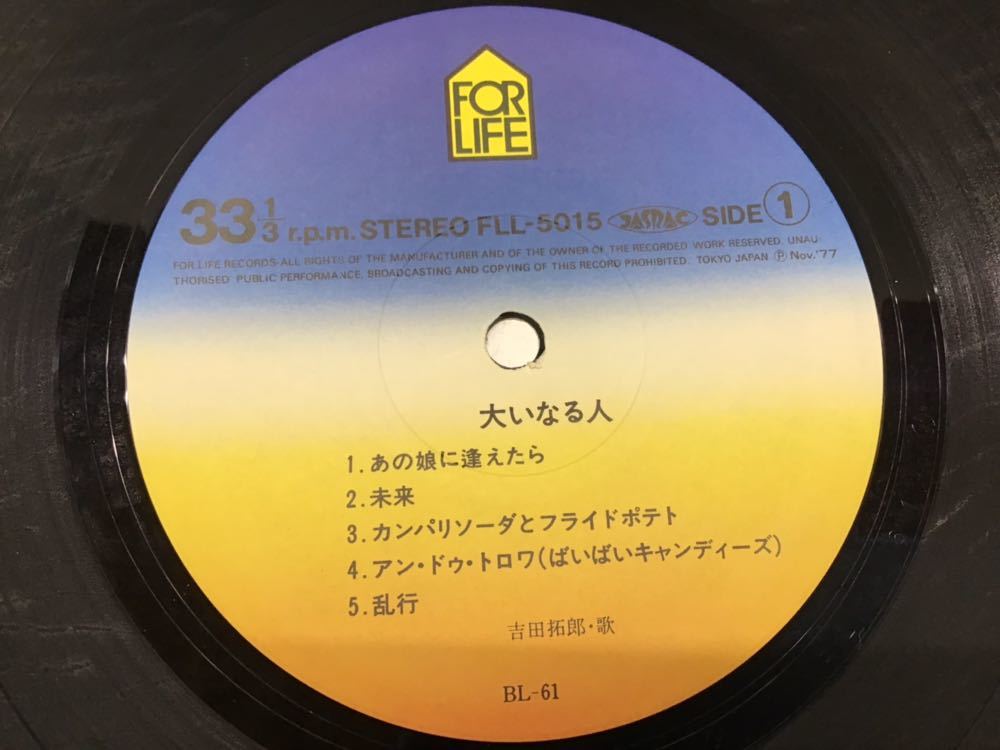 FOR
LIFE
33 1/3 r.p.m. STEREO FLL-5015 JASRAC SIDE 1
FOR LIFE RECORDS·ALL RIGHTS OF THE MANUFACTURER AND OF THE OWNER OF THE RECORDED WORK RESERVED. UNAU-
THORISED PUBLIC PERFORMANCE, BROADCASTING AND COPYING OF THIS RECORD PROHIBITED. TOKYO JAPAN Ⓟ Nov.'77
大いなる人
1.あの娘に逢えたら
2.未来
3.カンパリソーダとフライドポテト
4.アン・ドゥ・トロワ(ばいばいキャンディーズ)
5.乱行
吉田拓郎・歌
BL-61